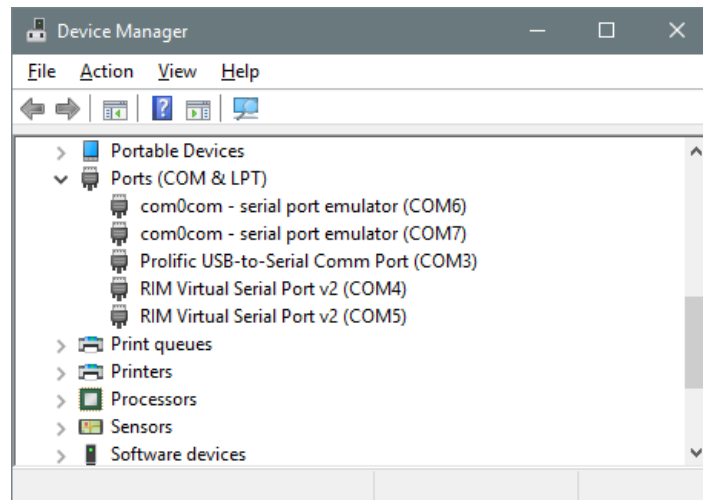 Device Manager
File Action View Help
Portable Devices
Ports (COM & LPT)
com0com - serial port emulator (COM6)
com0com - serial port emulator (COM7)
Prolific USB-to-Serial Comm Port (COM3)
RIM Virtual Serial Port v2 (COM4)
RIM Virtual Serial Port v2 (COM5)
Print queues
Printers
Processors
Sensors
Software devices